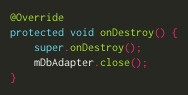 @Override
protected void onDestroy() {
    super.onDestroy();
    mDbAdapter.close();
}